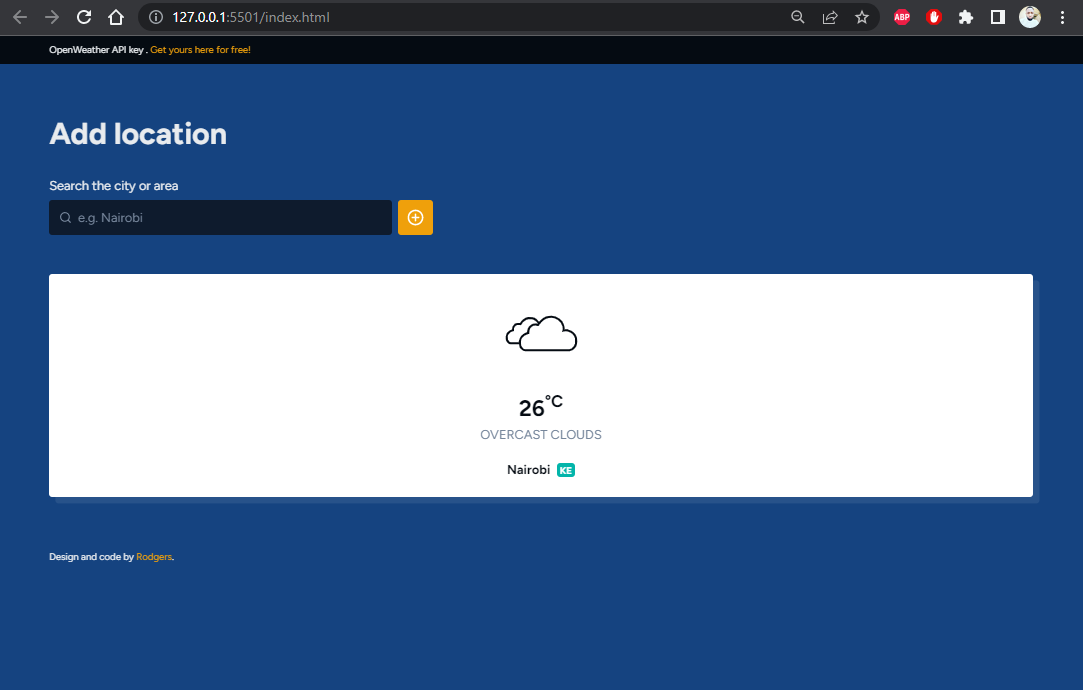 127.0.0.1:5501/index.html
ABP
OpenWeather API key . Get yours here for free!
Add location
Search the city or area
e.g. Nairobi
26°C
OVERCAST CLOUDS
Nairobi KE
Design and code by Rodgers.